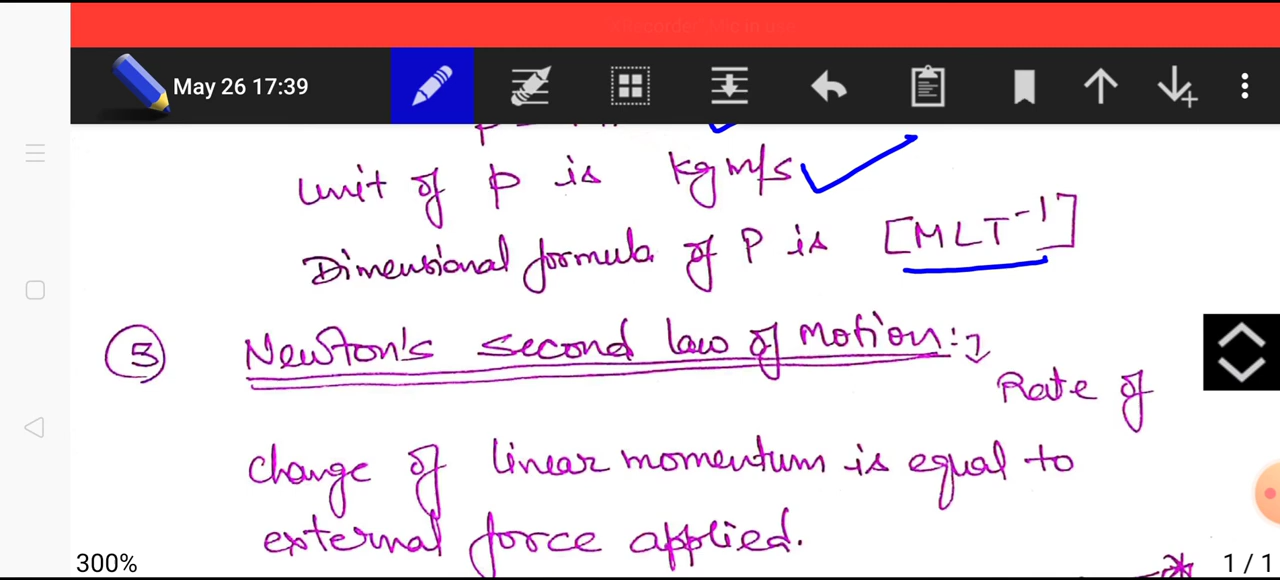 May 26 17:39
unit of p is kg m/s
Dimensional formula of P is [MLT⁻¹]
③ Newton's second law of Motion:→
Rate of
change of linear momentum is equal to
external force applied.
300%
1/1